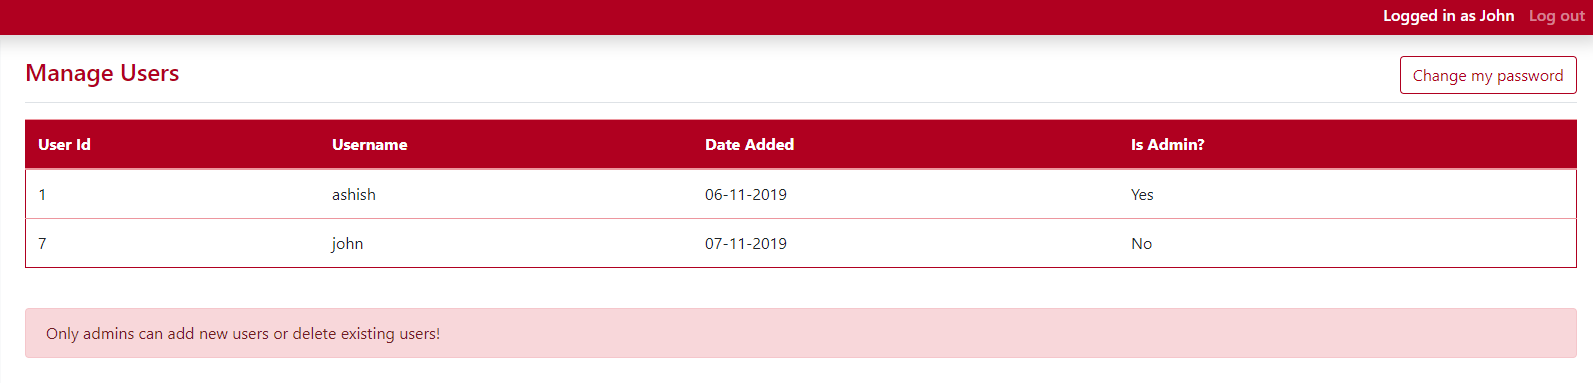 Logged in as John Log out
Manage Users
Change my password
User Id Username Date Added Is Admin?
1 ashish 06-11-2019 Yes
7 john 07-11-2019 No
Only admins can add new users or delete existing users!